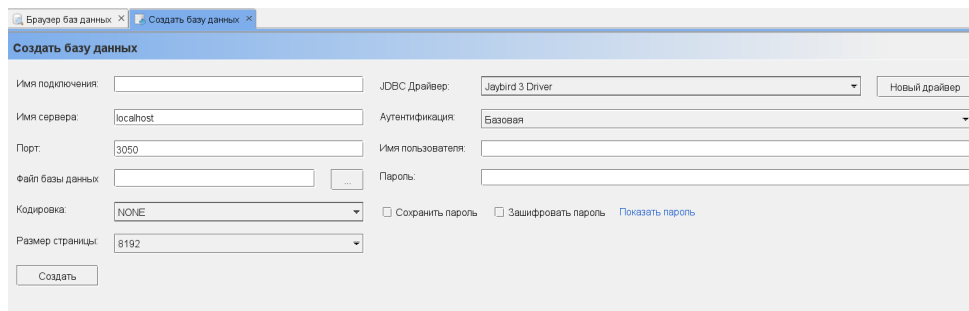 Браузер баз данных Создать базу данных
Создать базу данных
Имя подключения: JDBC Драйвер: Jaybird 3 Driver Новый драйвер
Имя сервера: localhost Аутентификация: Базовая
Порт: 3050 Имя пользователя:
Файл базы данных ... Пароль:
Кодировка: NONE Сохранить пароль Зашифровать пароль Показать пароль
Размер страницы: 8192
Создать